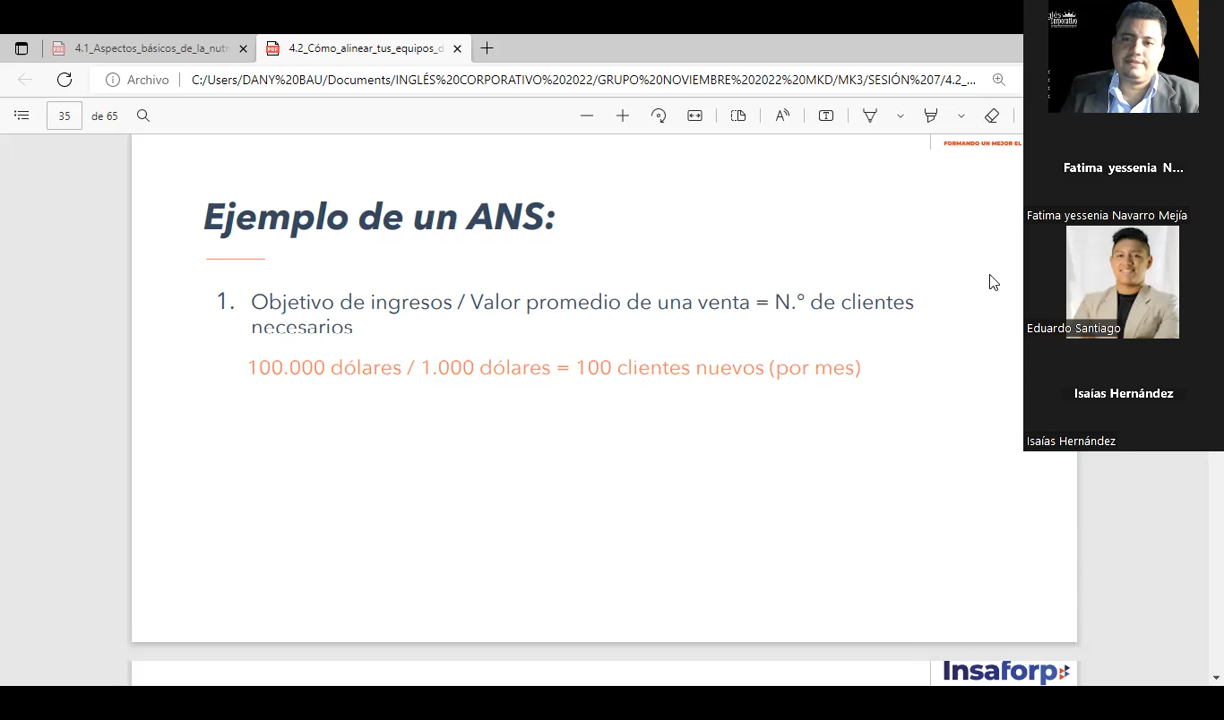 4.1_Aspectos_básicos_de_la_nutr
4.2_Cómo_alinear_tus_equipos_d
Archivo
C:/Users/DANY%20BAU/Documents/INGLÉS%20CORPORATIVO%202022/GRUPO%20NOVIEMBRE%202022%20MKD/MK3/SESIÓN%207/4.2_...
35
de 65
FORMANDO UN MEJOR EL
Ejemplo de un ANS:
1. Objetivo de ingresos / Valor promedio de una venta = N.º de clientes
necesarios
100.000 dólares / 1.000 dólares = 100 clientes nuevos (por mes)
Insaforp
Fatima yessenia N...
Fatima yessenia Navarro Mejía
Eduardo Santiago
Isaías Hernández
Isaías Hernández